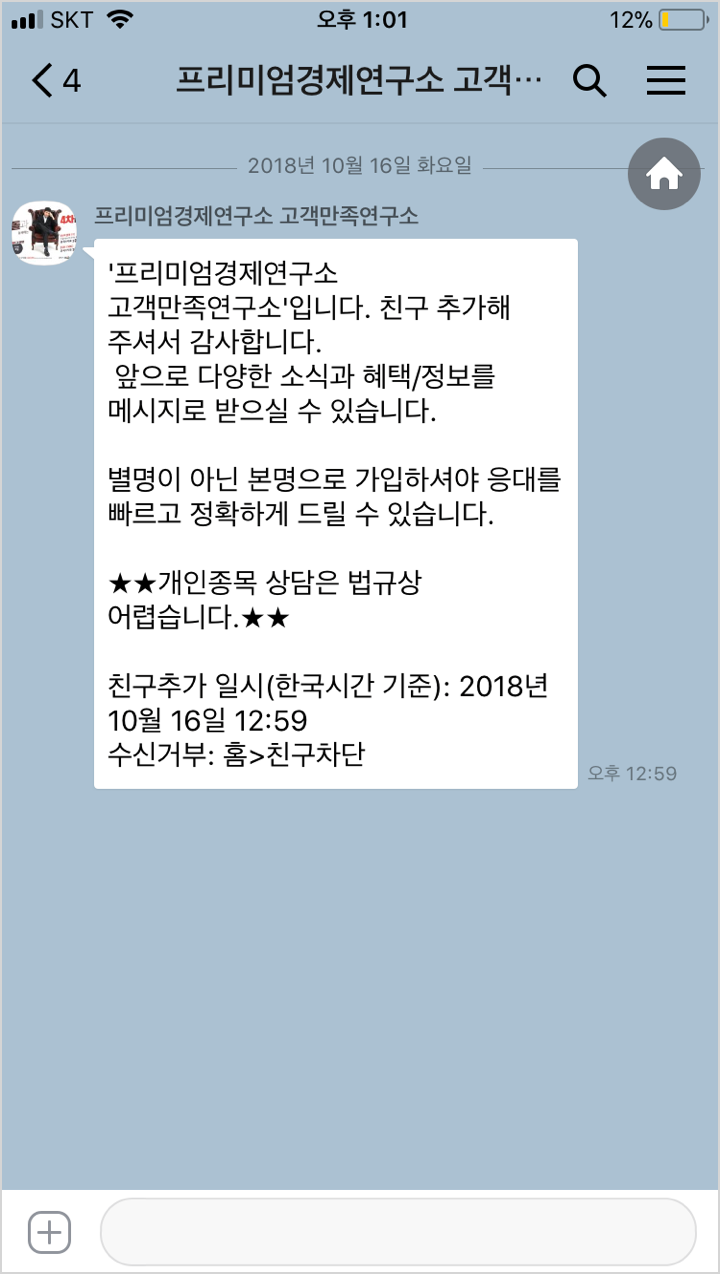 SKT 오후 1:01 12%
4 프리미엄경제연구소 고객…
2018년 10월 16일 화요일
프리미엄경제연구소 고객만족연구소
'프리미엄경제연구소
고객만족연구소'입니다. 친구 추가해
주셔서 감사합니다.
앞으로 다양한 소식과 혜택/정보를
메시지로 받으실 수 있습니다.
별명이 아닌 본명으로 가입하셔야 응대를
빠르고 정확하게 드릴 수 있습니다.
★★개인종목 상담은 법규상
어렵습니다.★★
친구추가 일시(한국시간 기준): 2018년
10월 16일 12:59
수신거부: 홈>친구차단
오후 12:59